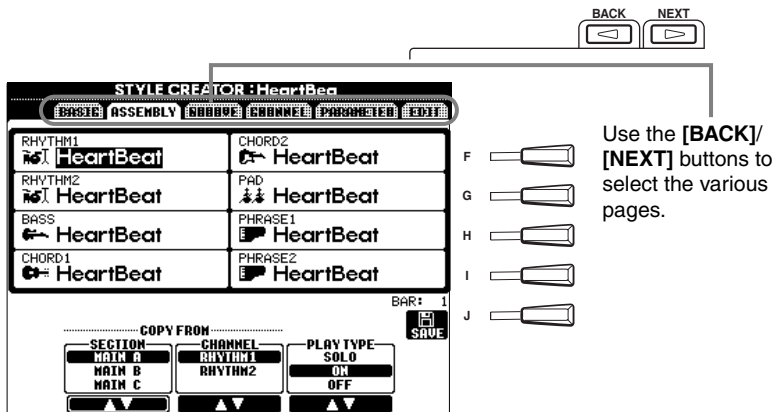 BACK NEXT
STYLE CREATOR : HeartBea
BASIC ASSEMBLY GROOVE CHANNEL PARAMETER EDIT
RHYTHM1
HeartBeat
CHORD2
HeartBeat
RHYTHM2
HeartBeat
PAD
HeartBeat
BASS
HeartBeat
PHRASE1
HeartBeat
CHORD1
HeartBeat
PHRASE2
HeartBeat
BAR: 1
SAVE
COPY FROM
SECTION
MAIN A
MAIN B
MAIN C
CHANNEL
RHYTHM1
RHYTHM2
PLAY TYPE
SOLO
ON
OFF
F
G
H
I
J
Use the [BACK]/
[NEXT] buttons to
select the various
pages.